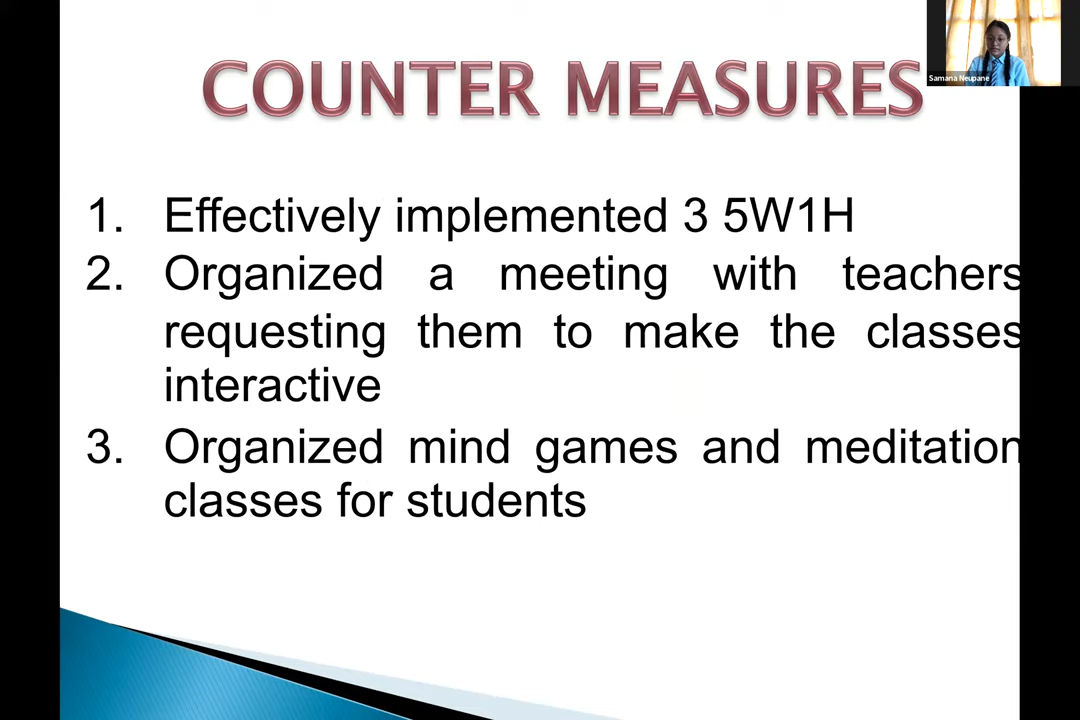 Samana Neupane
COUNTER MEASURES
1. Effectively implemented 3 5W1H
2. Organized a meeting with teachers
requesting them to make the classes
interactive
3. Organized mind games and meditation
classes for students